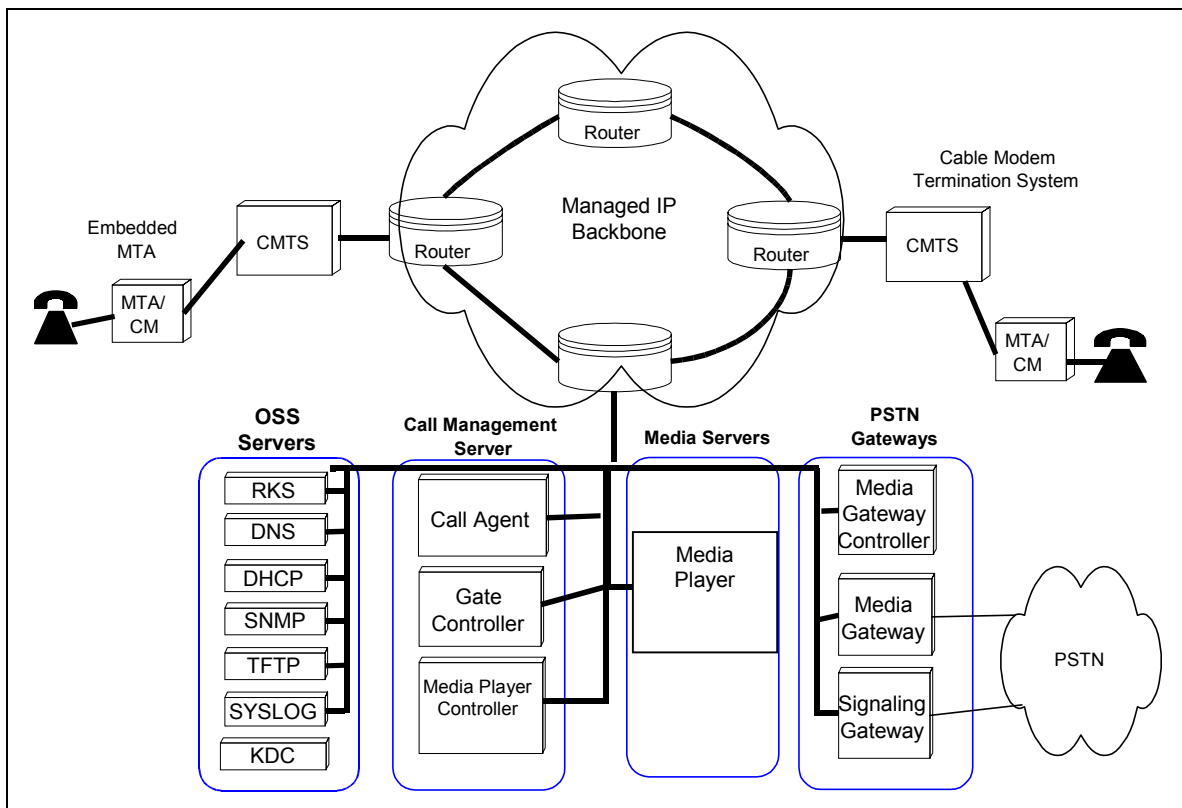 Router
Cable Modem
Termination System
Managed IP
Backbone
Embedded
MTA
CMTS
Router
Router
CMTS
MTA/
CM
MTA/
CM
OSS
Servers
Call Management
Server
Media Servers
PSTN
Gateways
RKS
DNS
DHCP
SNMP
TFTP
SYSLOG
KDC
Call Agent
Gate
Controller
Media Player
Controller
Media
Player
Media
Gateway
Controller
Media
Gateway
Signaling
Gateway
PSTN